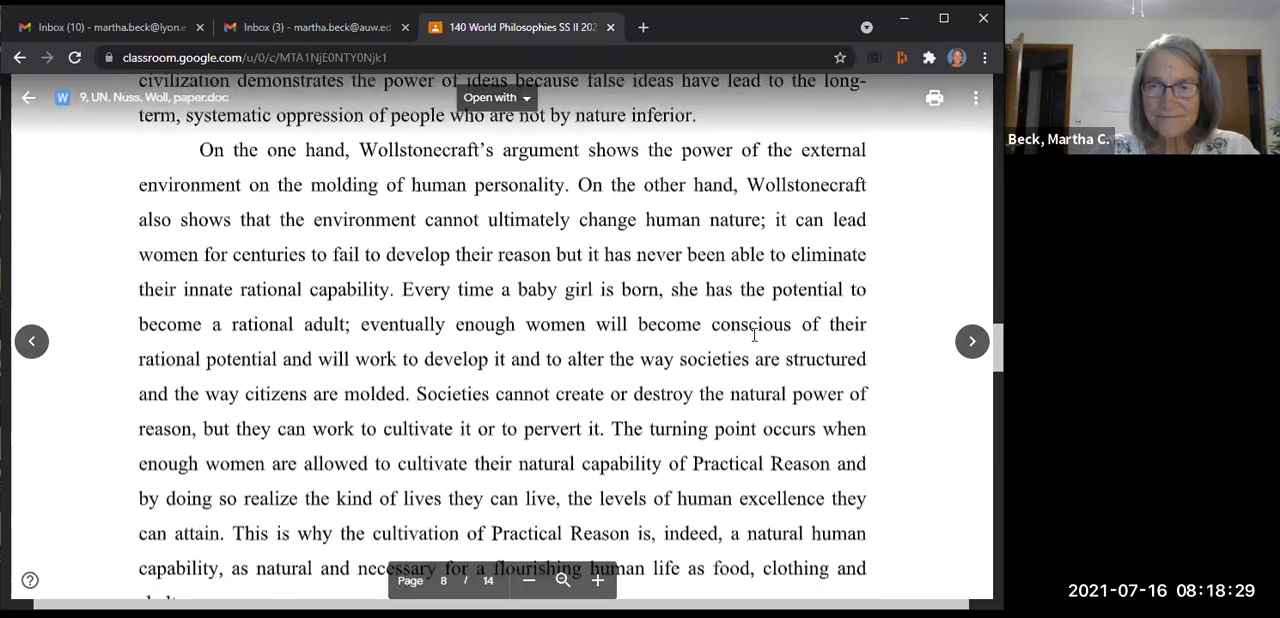 Inbox (10) - martha.beck@lyon.e
Inbox (3) - martha.beck@auw.ed
140 World Philosophies SS II 202
classroom.google.com/u/0/c/MTA1NjE0NTY0Njk1
civilization demonstrates the power of ideas because false ideas have lead to the long-
W 9, UN, Nuss, Woll, paper.doc
Open with
term, systematic oppression of people who are not by nature inferior.
On the one hand, Wollstonecraft's argument shows the power of the external
environment on the molding of human personality. On the other hand, Wollstonecraft
also shows that the environment cannot ultimately change human nature; it can lead
women for centuries to fail to develop their reason but it has never been able to eliminate
their innate rational capability. Every time a baby girl is born, she has the potential to
become a rational adult; eventually enough women will become conscious of their
rational potential and will work to develop it and to alter the way societies are structured
and the way citizens are molded. Societies cannot create or destroy the natural power of
reason, but they can work to cultivate it or to pervert it. The turning point occurs when
enough women are allowed to cultivate their natural capability of Practical Reason and
by doing so realize the kind of lives they can live, the levels of human excellence they
can attain. This is why the cultivation of Practical Reason is, indeed, a natural human
capability, as natural and necessary for a flourishing human life as food, clothing and
Page 8 / 14
Beck, Martha C.
2021-07-16 08:18:29